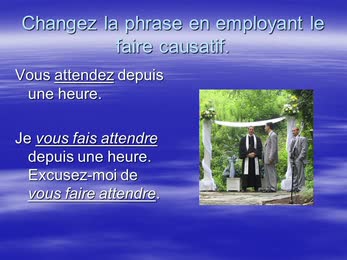 Changez la phrase en employant le
faire causatif.
Vous attendez depuis
une heure.
Je vous fais attendre
depuis une heure.
Excusez-moi de
vous faire attendre.